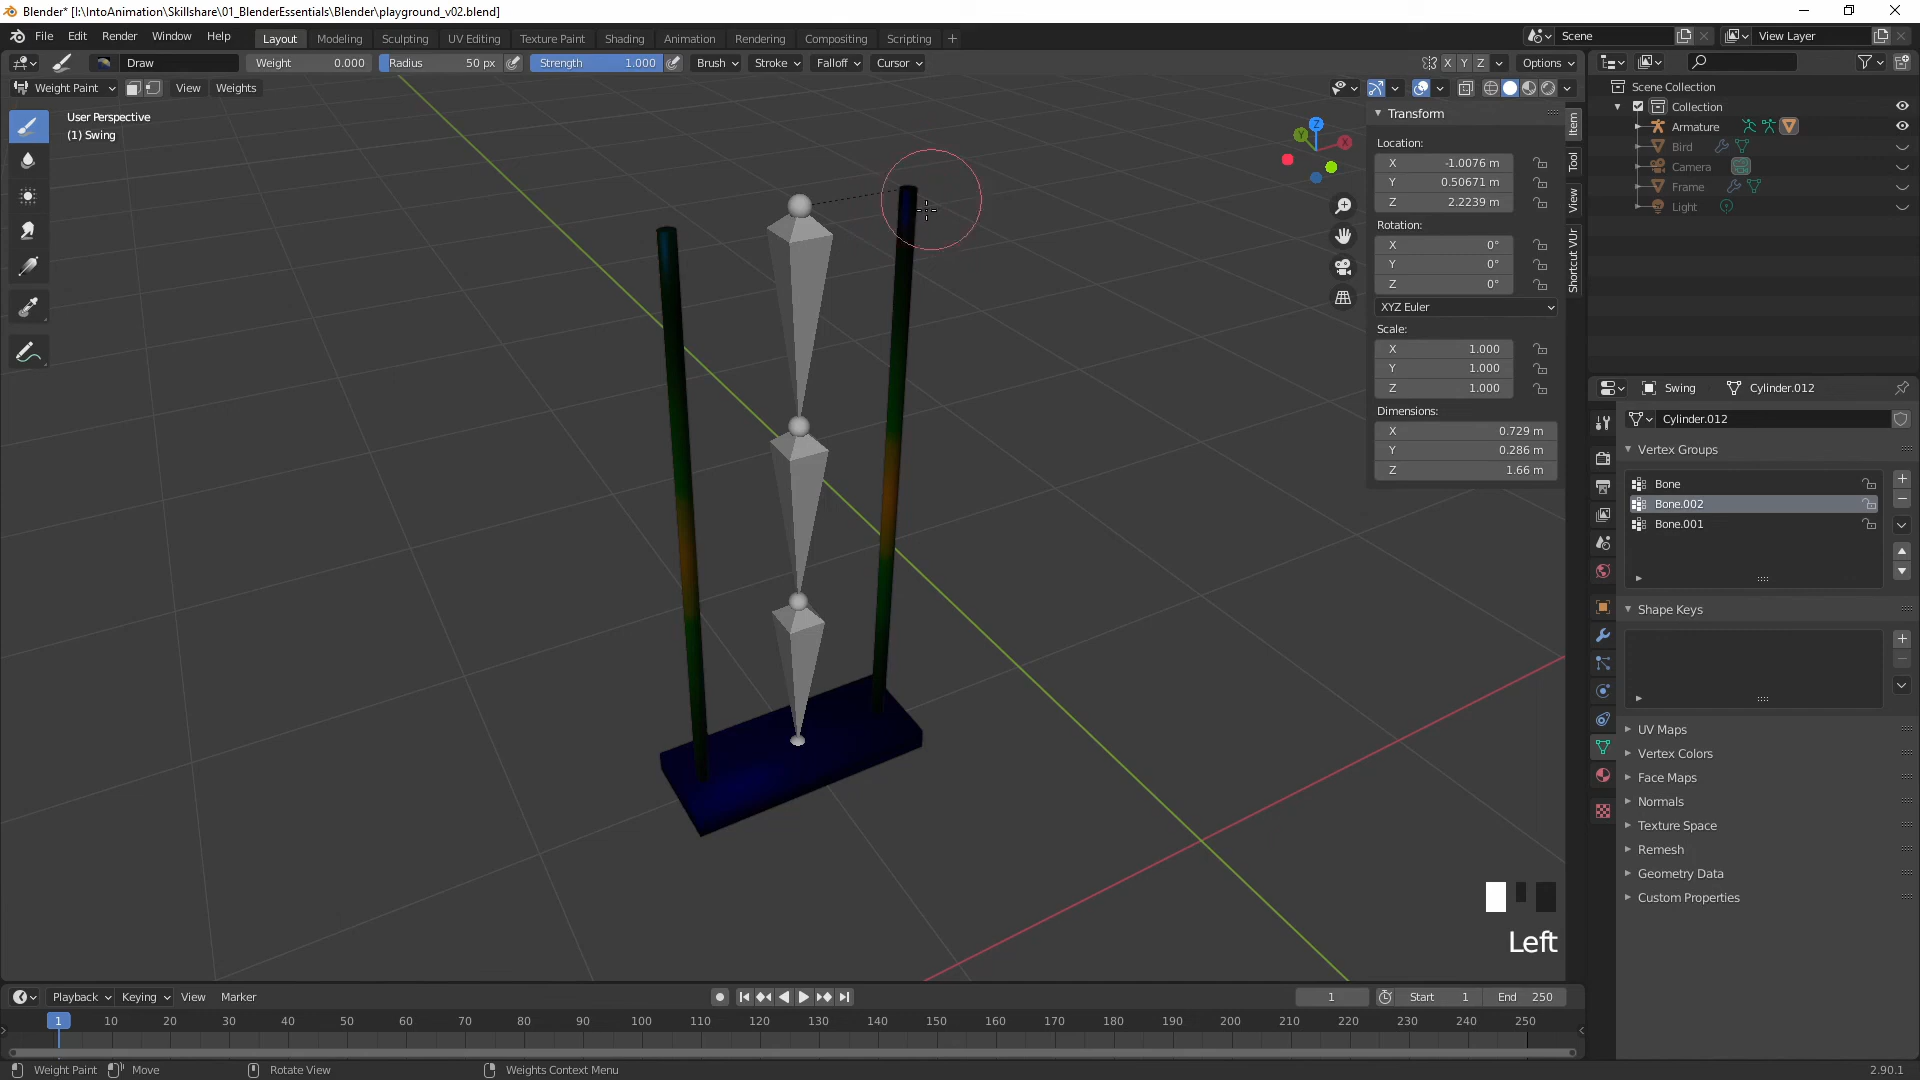 Blender* [I:\IntoAnimation\Skillshare\01_BlenderEssentials\Blender\playground_v02.blend]
File Edit Render Window Help Layout Modeling Sculpting UV Editing Texture Paint Shading Animation Rendering Compositing Scripting + Scene View Layer
Draw Weight 0.000 Radius 50 px Strength 1.000 Brush Stroke Falloff Cursor X Y Z Options
Weight Paint View Weights
User Perspective
(1) Swing
Z
Y
X
Transform
Location:
X -1.0076 m
Y 0.50671 m
Z 2.2239 m
Rotation:
X 0°
Y 0°
Z 0°
XYZ Euler
Scale:
X 1.000
Y 1.000
Z 1.000
Dimensions:
X 0.729 m
Y 0.286 m
Z 1.66 m
Item
Tool
View
Shortcut VUr
Scene Collection
Collection
Armature
Bird
Camera
Frame
Light
Swing Cylinder.012
Cylinder.012
Vertex Groups
Bone
Bone.002
Bone.001
Shape Keys
UV Maps
Vertex Colors
Face Maps
Normals
Texture Space
Remesh
Geometry Data
Custom Properties
Left
Playback Keying View Marker 1 Start 1 End 250
1 10 20 30 40 50 60 70 80 90 100 110 120 130 140 150 160 170 180 190 200 210 220 230 240 250
Weight Paint Move Rotate View Weights Context Menu 2.90.1